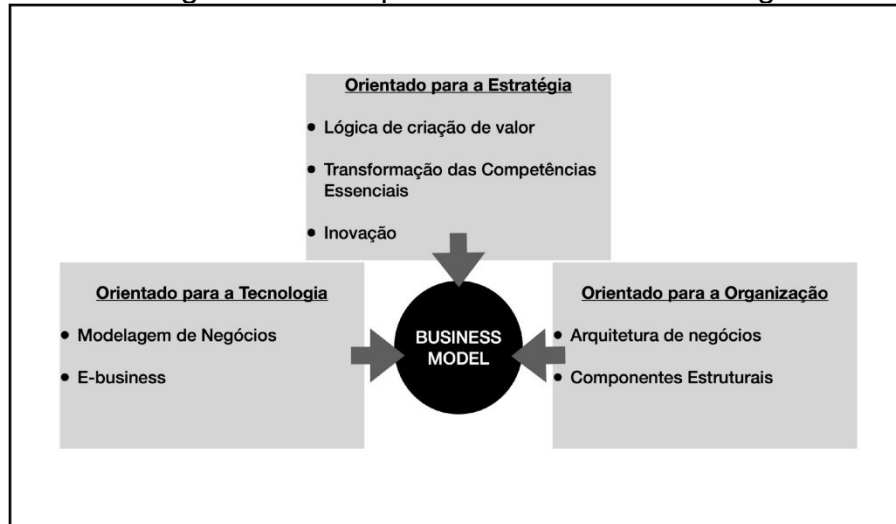 Orientado para a Estratégia
• Lógica de criação de valor
• Transformação das Competências
Essenciais
• Inovação
Orientado para a Tecnologia
• Modelagem de Negócios
• E-business
BUSINESS
MODEL
Orientado para a Organização
• Arquitetura de negócios
• Componentes Estruturais